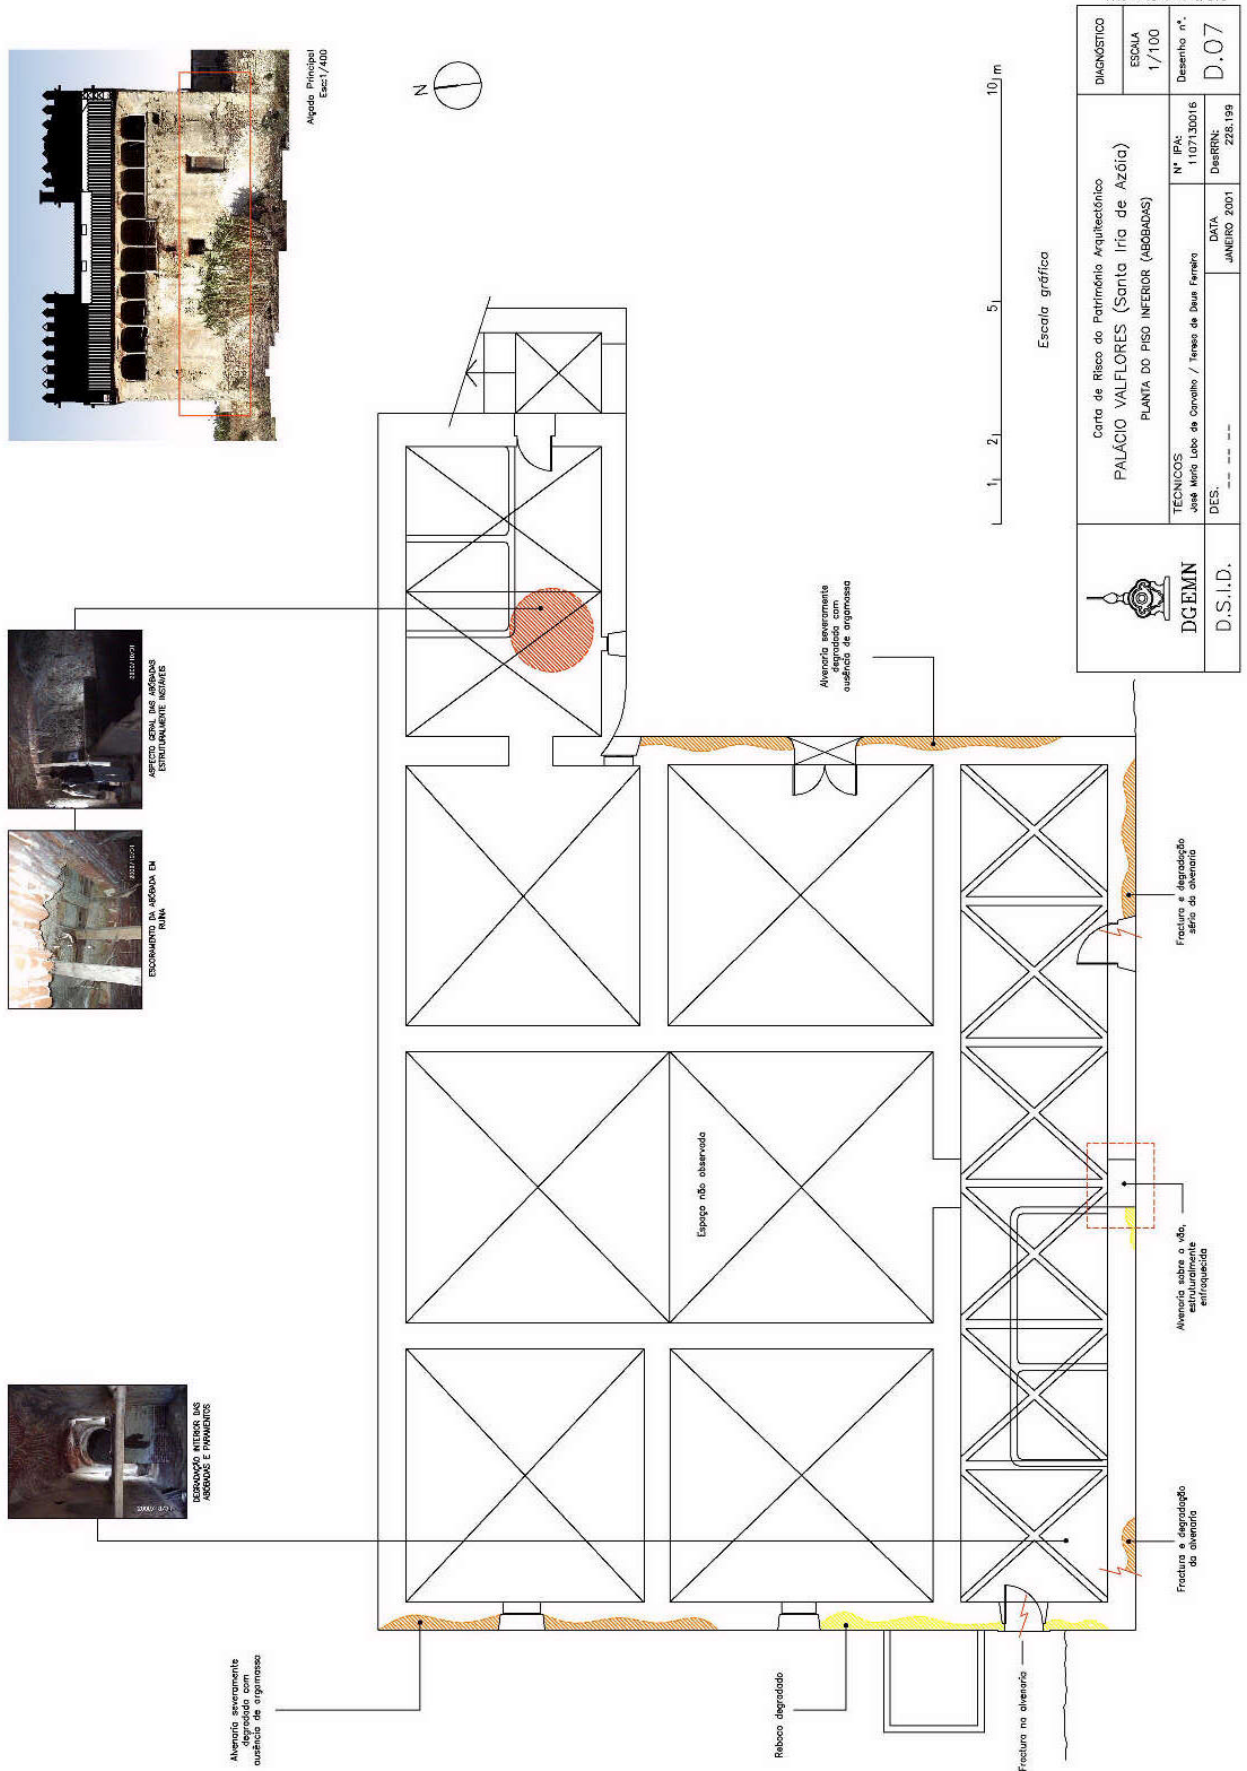 Alçado Principal
Esc:1/400
N
ASPECTO GERAL DAS ABÓBADAS
ESTRUTURALMENTE INSTÁVEIS
ESCORAMENTO DA ABÓBADA EM
RUÍNA
DEGRADAÇÃO INTERIOR DAS
ABÓBADAS E PARAMENTOS
Alvenaria severamente
degradada com
ausência de argamassa
Espaço não observado
Alvenaria severamente
degradada com
ausência de argamassa
Reboco degradado
Fractura na alvenaria
Fractura e degradação
da alvenaria
Alvenaria sobre o vão,
estruturalmente
enfraquecida
Fractura e degradação
séria da alvenaria
1 2 5 10 m
Escala gráfica
DGEMN
D.S.I.D.
Carta de Risco do Património Arquitectónico
PALÁCIO VALFLORES (Santa Iria de Azóia)
PLANTA DO PISO INFERIOR (ABÓBADAS)
DIAGNÓSTICO
ESCALA
1/100
TÉCNICOS
José Maria Lobo de Carvalho / Teresa de Deus Ferreira
Nº IPA:
1107130016
Desenho nº.
D.07
DES. -- -- -- --
DATA
JANEIRO 2001
DesRRN:
228.199